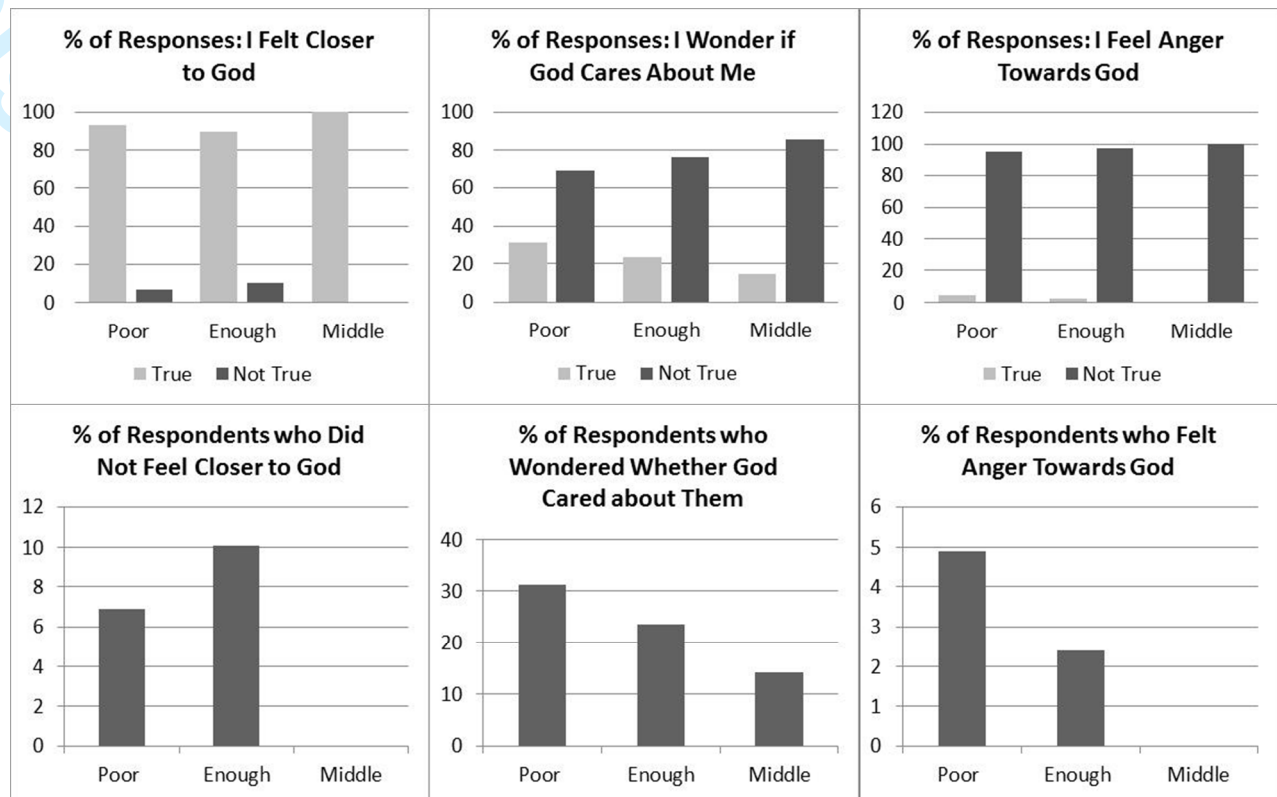 % of Responses: I Felt Closer
to God
100
80
60
40
20
0
Poor Enough Middle
True Not True
% of Responses: I Wonder if
God Cares About Me
100
80
60
40
20
0
Poor Enough Middle
True Not True
% of Responses: I Feel Anger
Towards God
120
100
80
60
40
20
0
Poor Enough Middle
True Not True
% of Respondents who Did
Not Feel Closer to God
12
10
8
6
4
2
0
Poor Enough Middle
% of Respondents who
Wondered Whether God
Cared about Them
40
30
20
10
0
Poor Enough Middle
% of Respondents who Felt
Anger Towards God
6
5
4
3
2
1
0
Poor Enough Middle